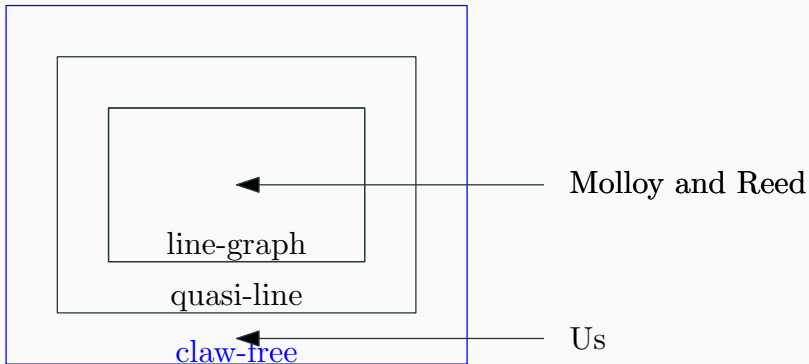 Molloy and Reed
line-graph
quasi-line
Us
claw-free